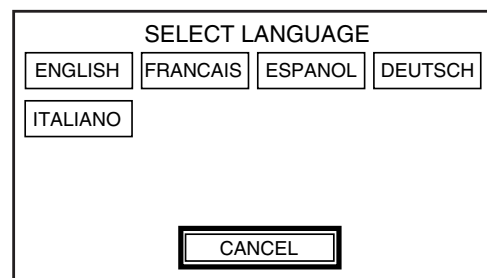 SELECT LANGUAGE
ENGLISH FRANCAIS ESPANOL DEUTSCH
ITALIANO
CANCEL